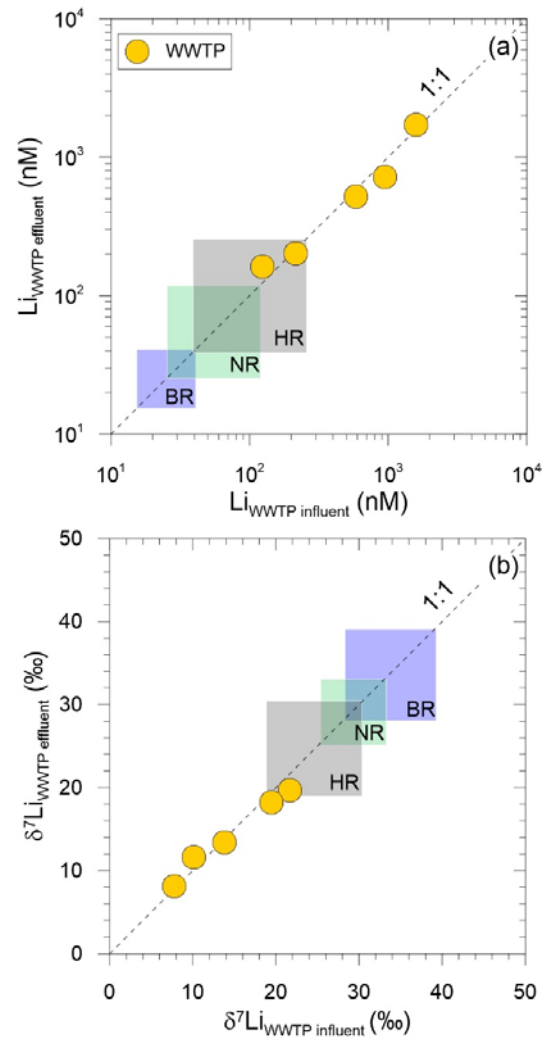 10⁴
(a)
WWTP
1:1
10³
Li_WWTP effluent (nM)
10²
HR
NR
BR
10¹
10¹ 10² 10³ 10⁴
Li_WWTP influent (nM)
50
(b)
1:1
40
δ⁷Li_WWTP effluent (‰)
30
BR
NR
HR
20
10
0
0 10 20 30 40 50
δ⁷Li_WWTP influent (‰)